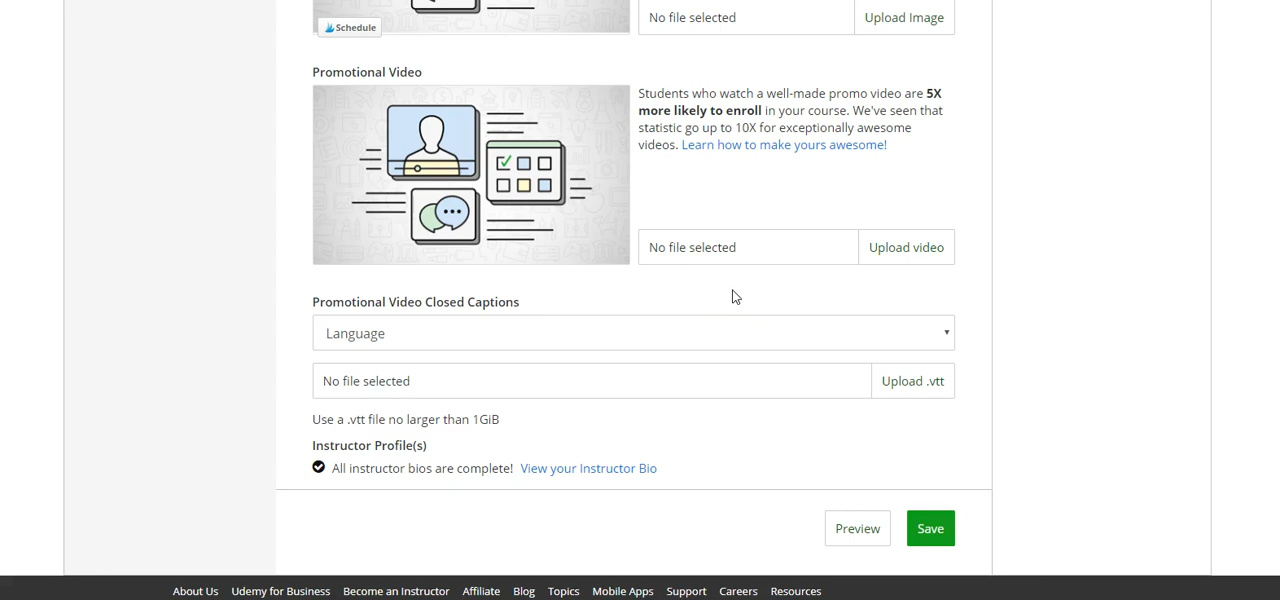 No file selected
Upload Image
Schedule
Promotional Video
Students who watch a well-made promo video are 5X
more likely to enroll in your course. We've seen that
statistic go up to 10X for exceptionally awesome
videos. Learn how to make yours awesome!
No file selected
Upload video
Promotional Video Closed Captions
Language
No file selected
Upload .vtt
Use a .vtt file no larger than 1GiB
Instructor Profile(s)
All instructor bios are complete! View your Instructor Bio
Preview
Save
About Us Udemy for Business Become an Instructor Affiliate Blog Topics Mobile Apps Support Careers Resources